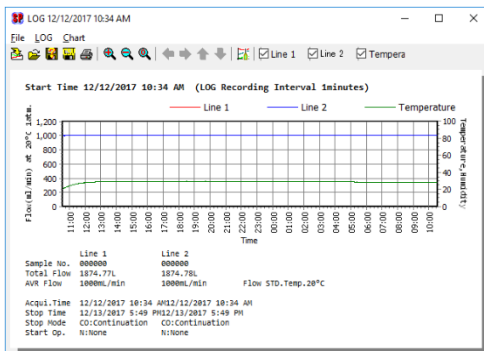 LOG 12/12/2017 10:34 AM
File LOG Chart
Line 1 Line 2 Tempera
Start Time 12/12/2017 10:34 AM (LOG Recording Interval 1minutes)
Line 1 Line 2 Temperature
Flow(ml/min) at 20°C 1atm.
1,200
1,000
800
600
400
200
0
100
80
60
40
20
0
Temperature,Humidity
11:00 12:00 13:00 14:00 15:00 16:00 17:00 18:00 19:00 20:00 21:00 22:00 23:00 00:00 01:00 02:00 03:00 04:00 05:00 06:00 07:00 08:00 09:00 10:00
Time
Line 1 Line 2
Sample No. 000000 000000
Total Flow 1874.77L 1874.78L
AVR Flow 1000mL/min 1000mL/min Flow STD.Temp.20°C
Acqui.Time 12/12/2017 10:34 AM12/12/2017 10:34 AM
Stop Time 12/13/2017 5:49 PM12/13/2017 5:49 PM
Stop Mode CO:Continuation CO:Continuation
Start Op. N:None N:None